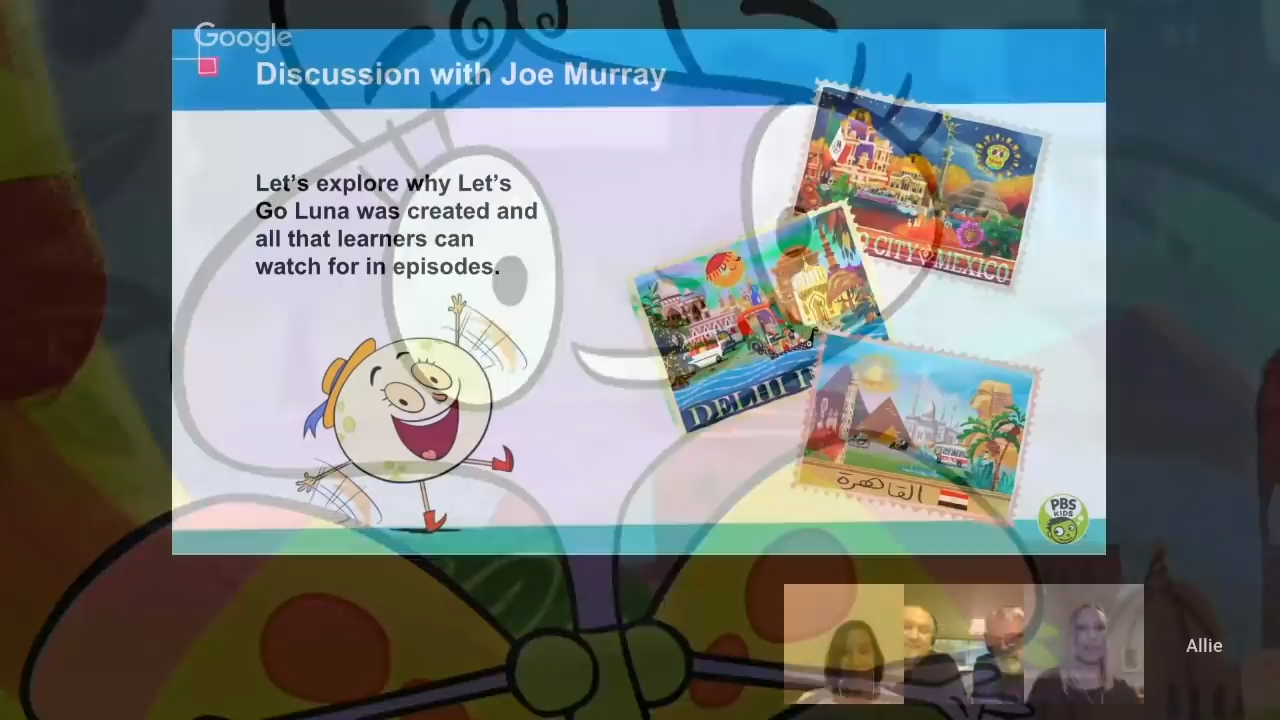 Google
Discussion with Joe Murray
Let's explore why Let's
Go Luna was created and
all that learners can
watch for in episodes.
CITY MEXICO
DELHI
القاهرة
PBS
KIDS
Allie